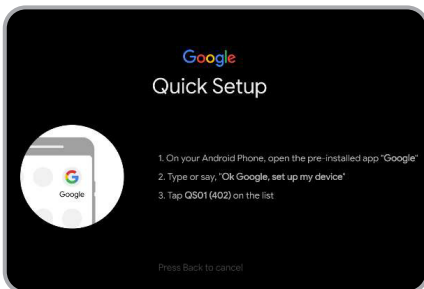 Google
Quick Setup
Google
1. On your Android Phone, open the pre-installed app "Google"
2. Type or say, "Ok Google, set up my device"
3. Tap QS01 (402) on the list
Press Back to cancel